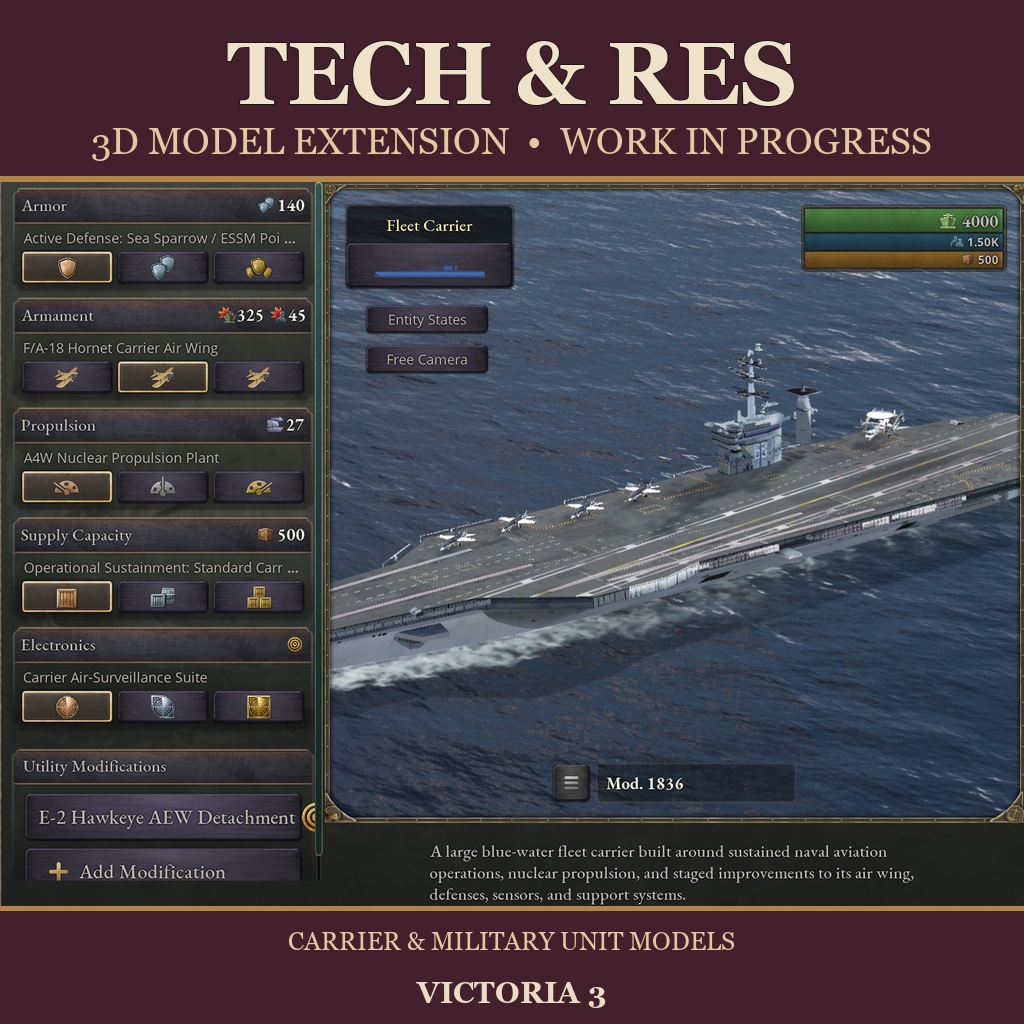 TECH & RES
3D MODEL EXTENSION • WORK IN PROGRESS
Armor 140
Active Defense: Sea Sparrow / ESSM Poi ...
Armament 325 45
F/A-18 Hornet Carrier Air Wing
Propulsion 27
A4W Nuclear Propulsion Plant
Supply Capacity 500
Operational Sustainment: Standard Carr ...
Electronics
Carrier Air-Surveillance Suite
Utility Modifications
E-2 Hawkeye AEW Detachment
Add Modification
Fleet Carrier
Entity States
Free Camera
4000
1.50K
500
Mod. 1836
A large blue-water fleet carrier built around sustained naval aviation
operations, nuclear propulsion, and staged improvements to its air wing,
defenses, sensors, and support systems.
CARRIER & MILITARY UNIT MODELS
VICTORIA 3